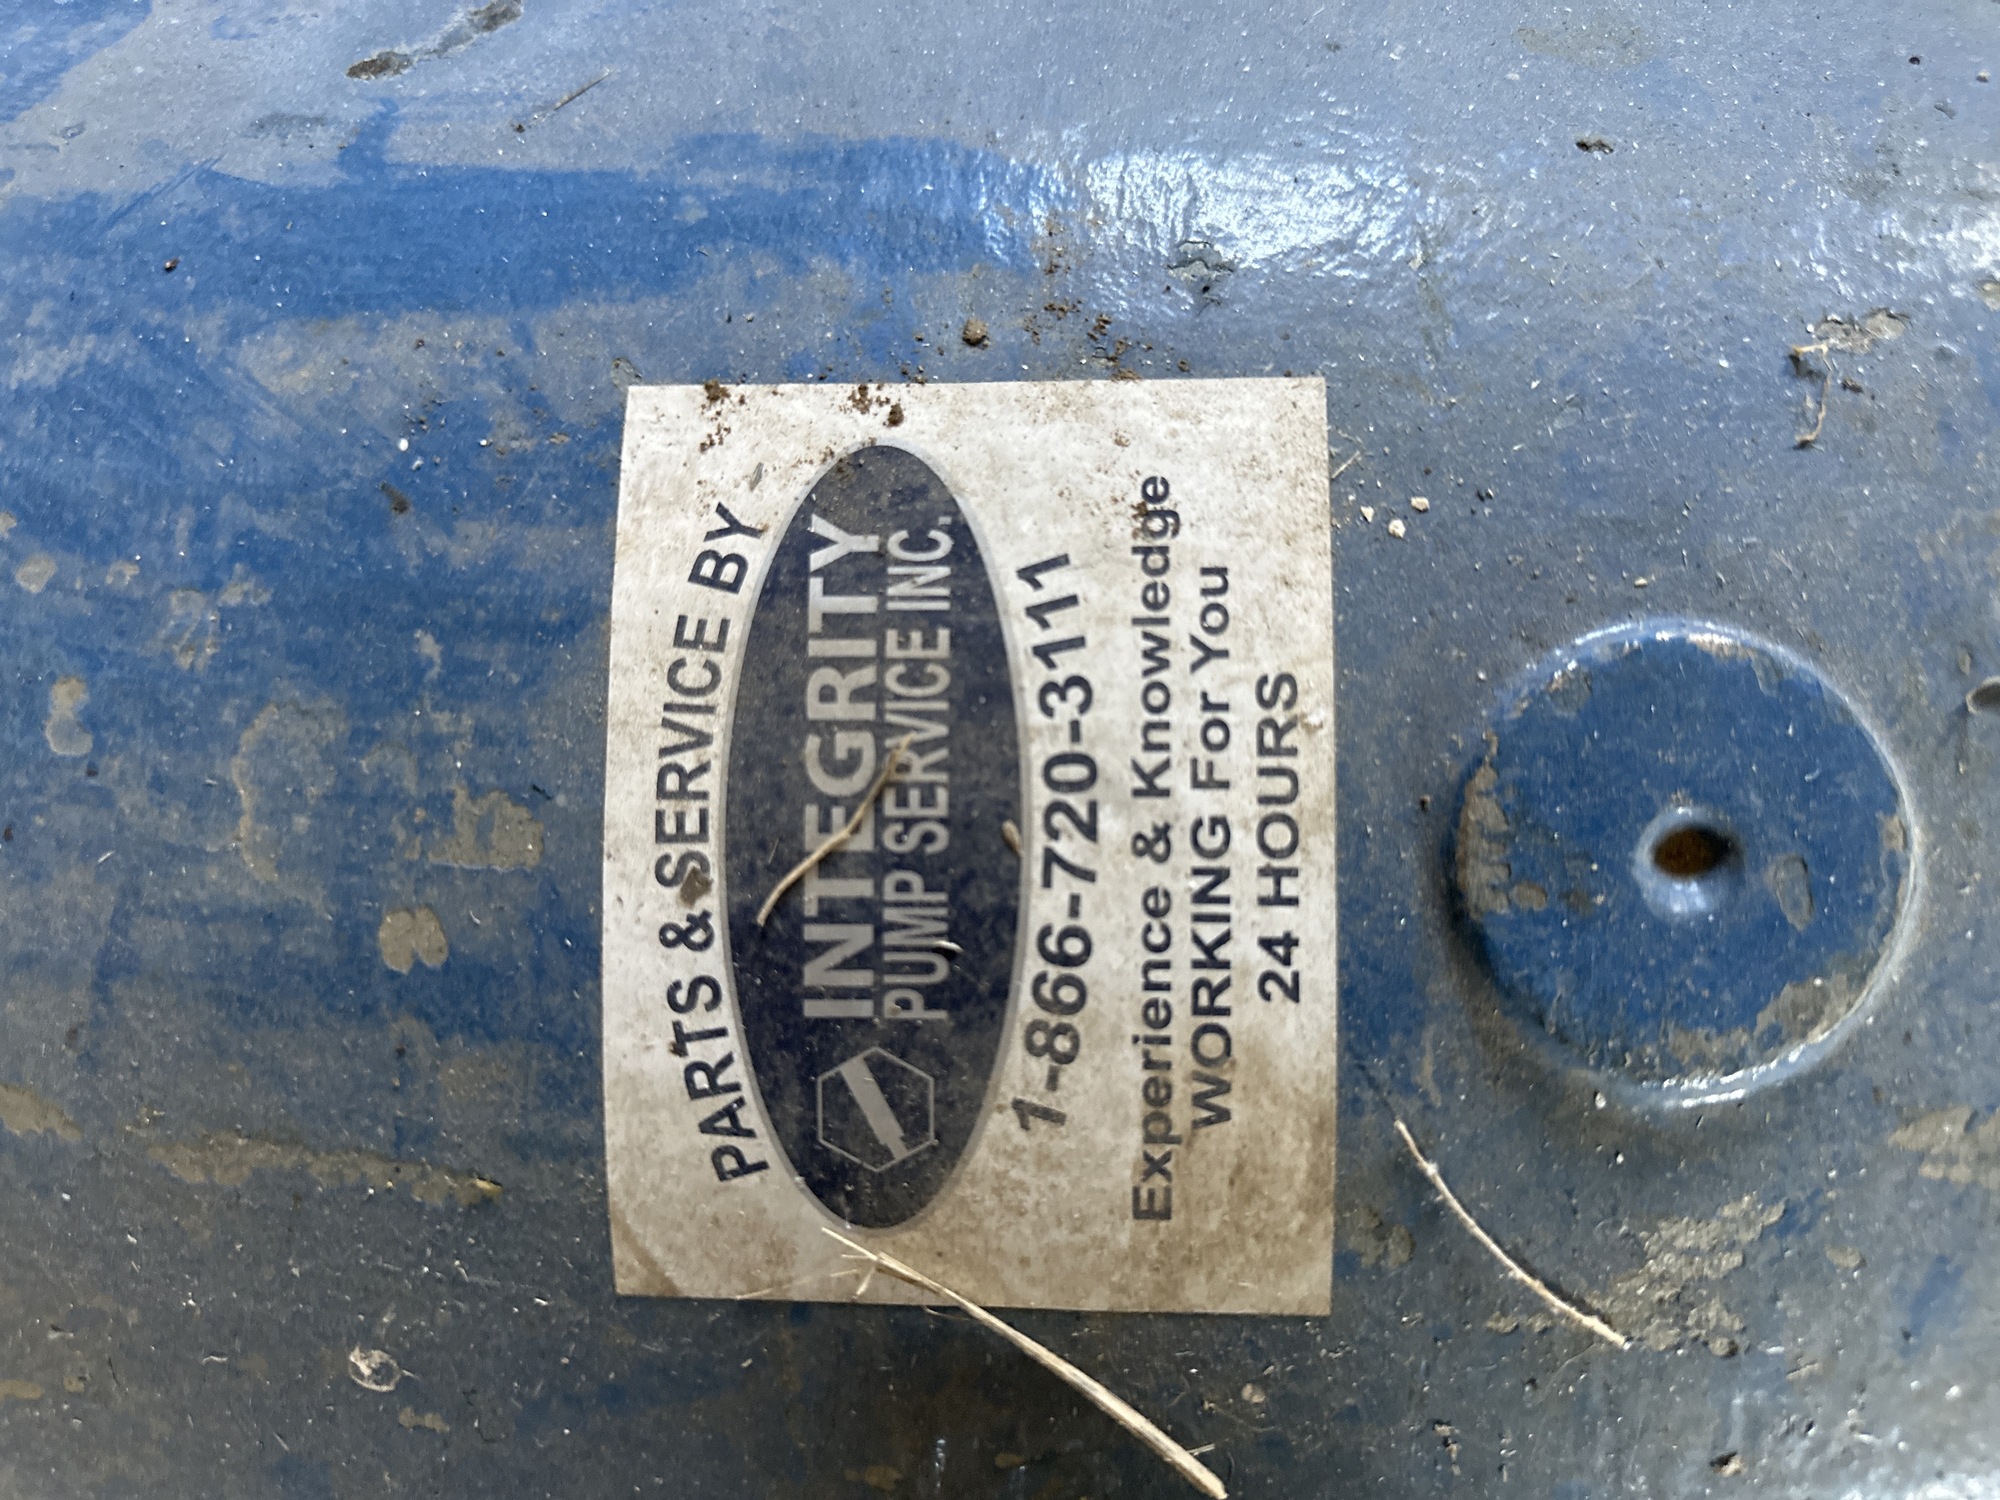 PARTS & SERVICE BY
INTEGRITY
PUMP SERVICE INC.
1-866-720-3111
Experience & Knowledge
WORKING For You
24 HOURS